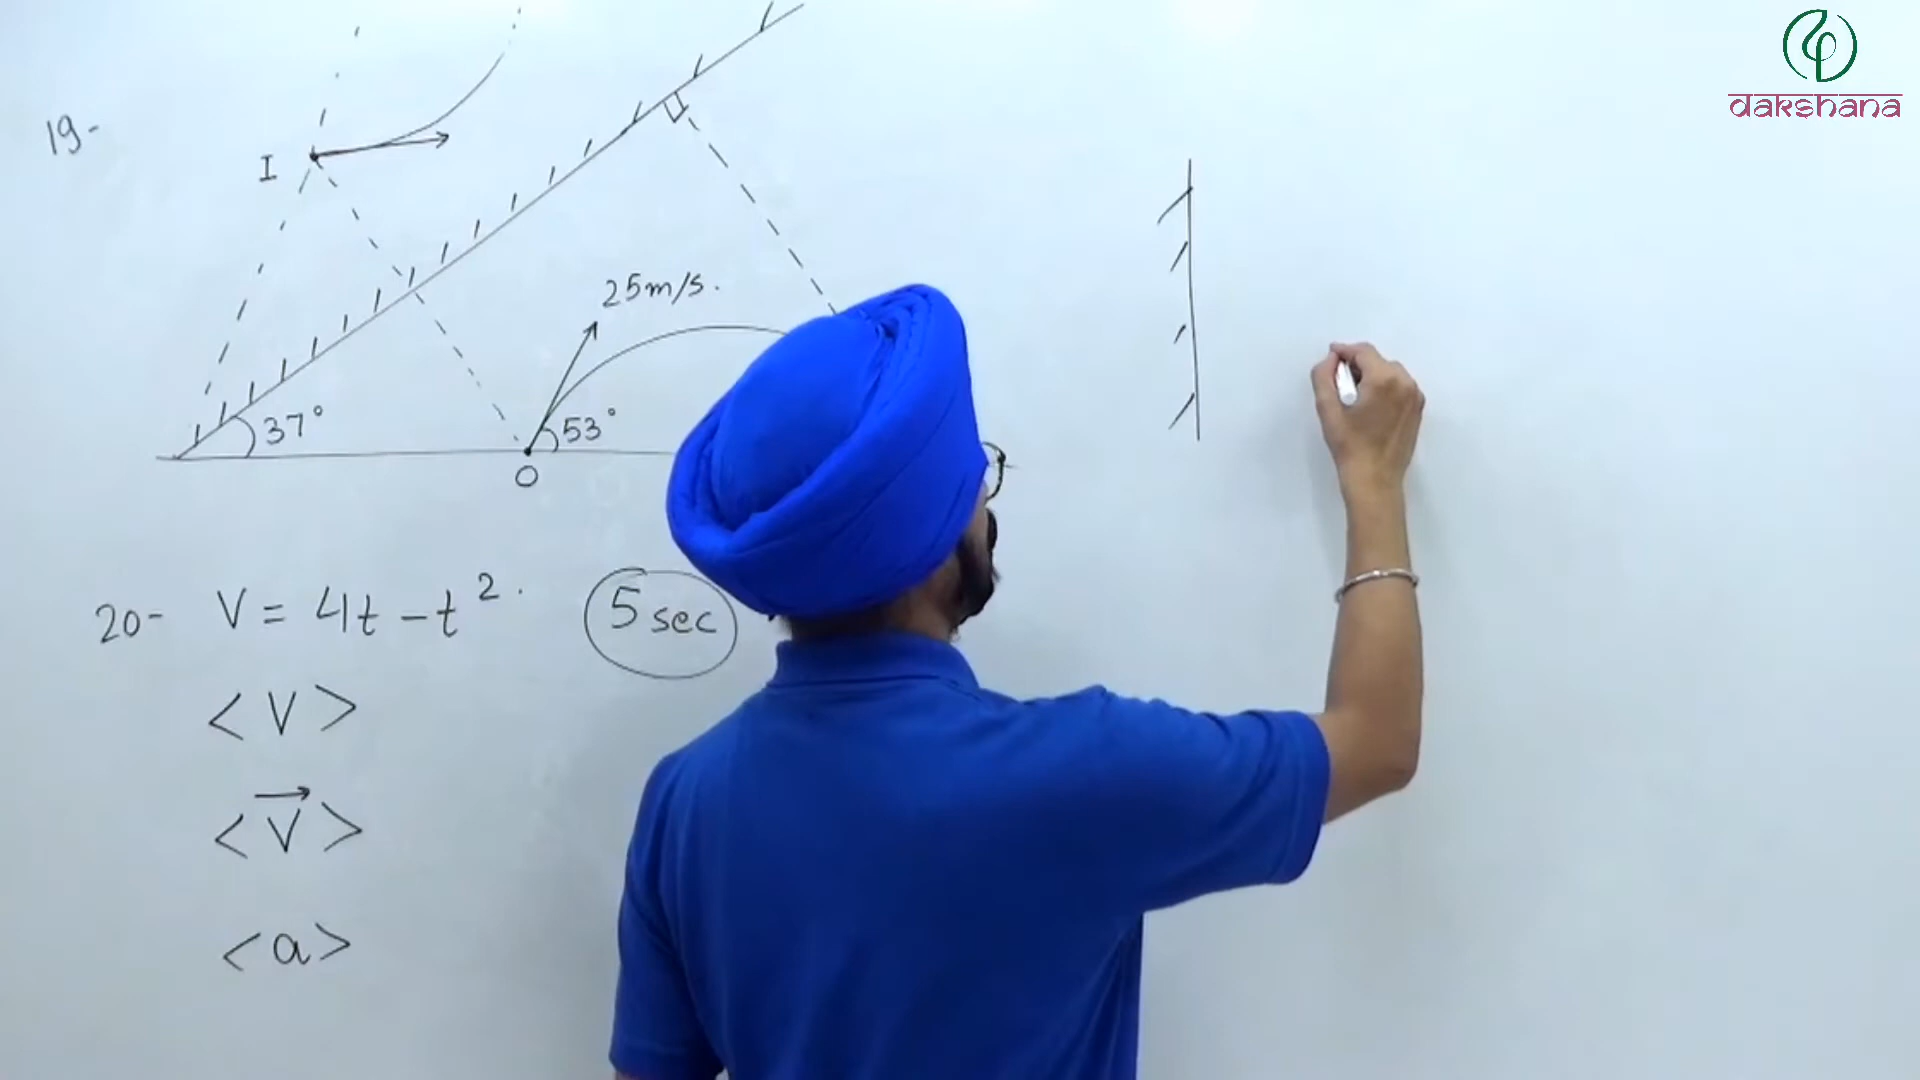 dakshana
19-
I
25m/s.
37°
53°
O
20- V = 4t - t².
5 sec
<V>
<V⃗>
<a>